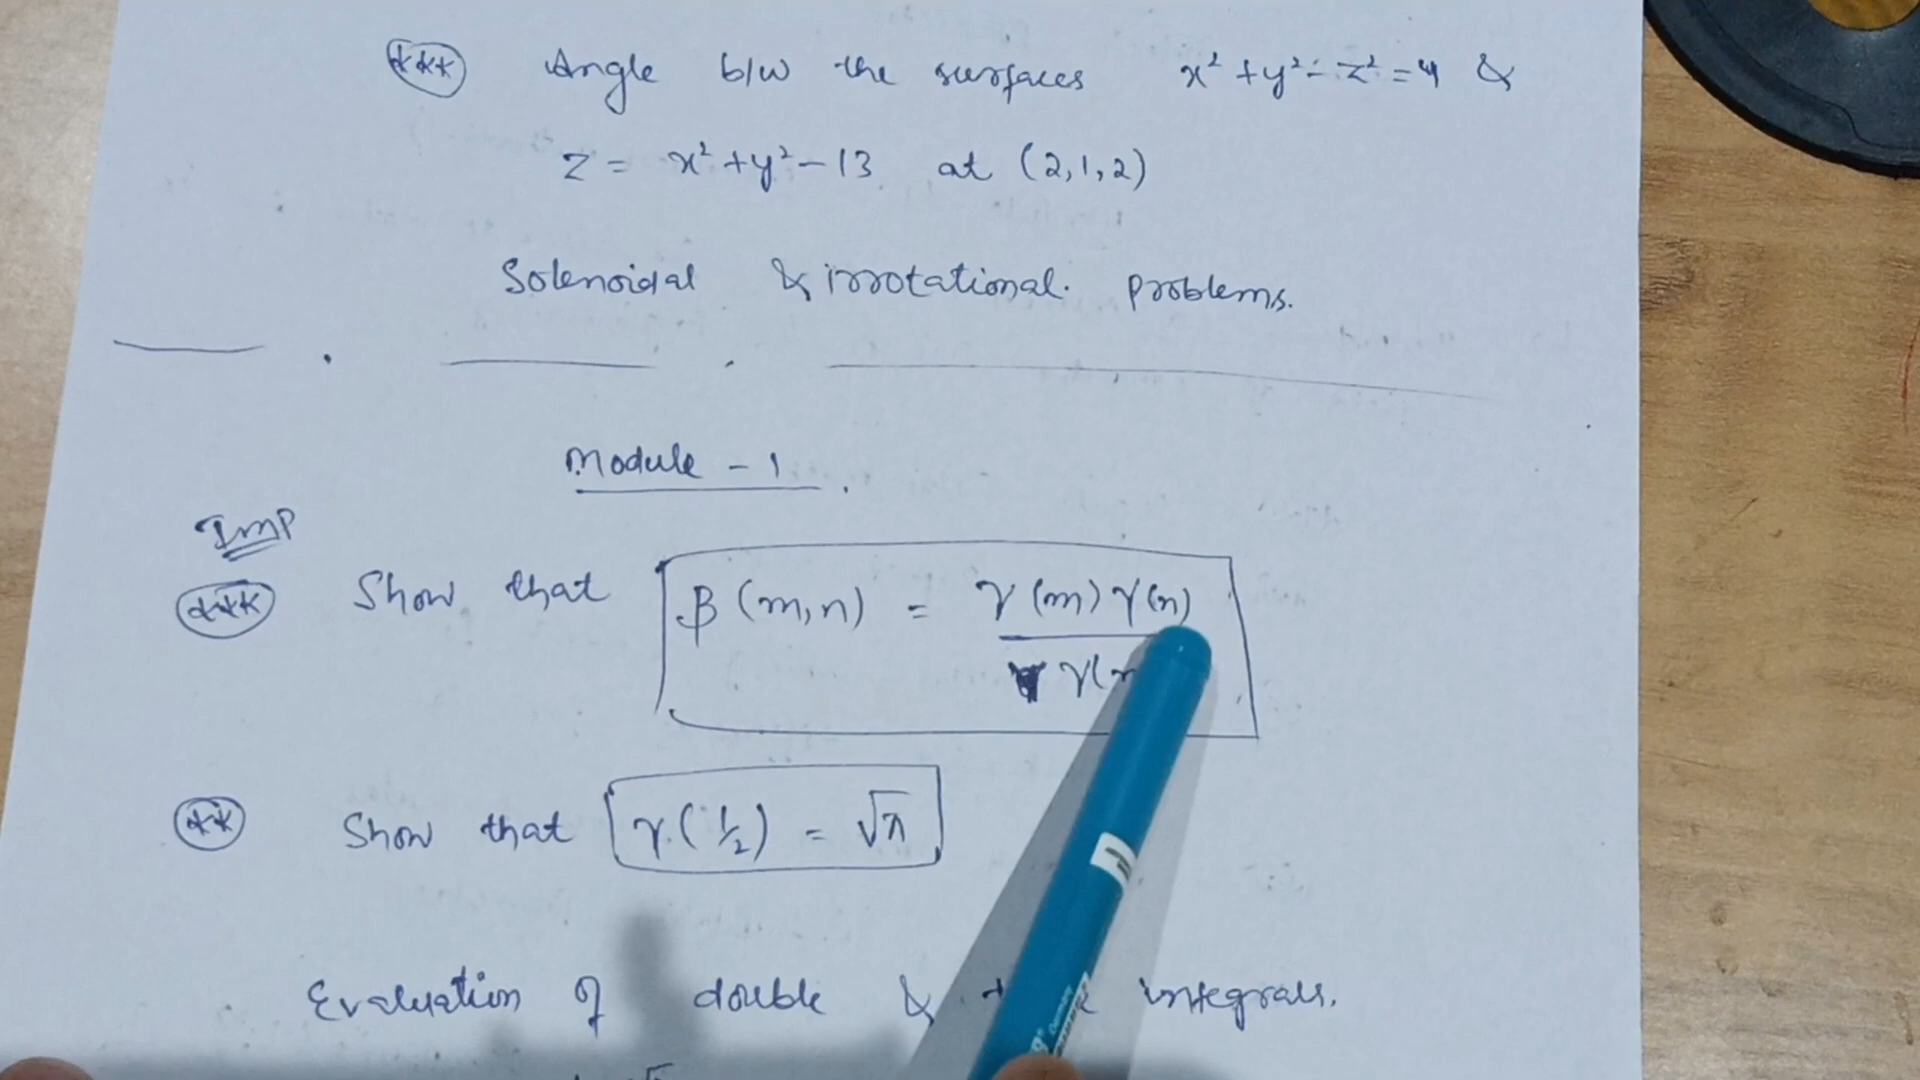 *** Angle b/w the surfaces x² + y² - z² = 4 &
z = x² + y² - 13 at (2,1,2)
Solenoidal & irrotational. problems.
Module - 1.
Imp
*** Show that β (m,n) = γ(m) γ(n)
γ(
** Show that γ(1/2) = √π
Evaluation of double & integrals.